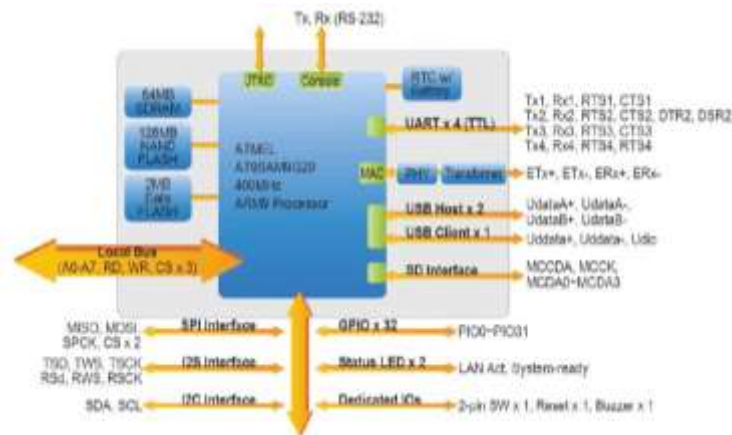 Tx, Rx (RS-232)
JTAG
Console
RTC w/
Battery
64MB
SDRAM
128MB
NAND
FLASH
2MB
Data
FLASH
ATMEL
AT91SAM9G20
400MHz
ARM9 Processor
UART x 4 (TTL)
Tx1, Rx1, RTS1, CTS1
Tx2, Rx2, RTS2, CTS2, DTR2, DSR2
Tx3, Rx3, RTS3, CTS3
Tx4, Rx4, RTS4, RTS4
MAC
PHY
Transformer
ETx+, ETx-, ERx+, ERx-
USB Host x 2
UdataA+, UdataA-,
UdataB+, UdataB-
USB Client x 1
Uddata+, Uddata-, Udic
SD Interface
MCCDA, MCCK,
MCDA0~MCDA3
Local Bus
(A0-A7, RD, WR, CS x 3)
MISO, MOSI,
SPCK, CS x 2
SPI Interface
GPIO x 32
PIO0~PIO31
TSD, TWS, TSCK
RSd, RWS, RSCK
I2S Interface
Status LED x 2
LAN Act, System-ready
SDA, SCL
I2C Interface
Dedicated IOs
2-pin SW x 1, Reset x 1, Buzzer x 1